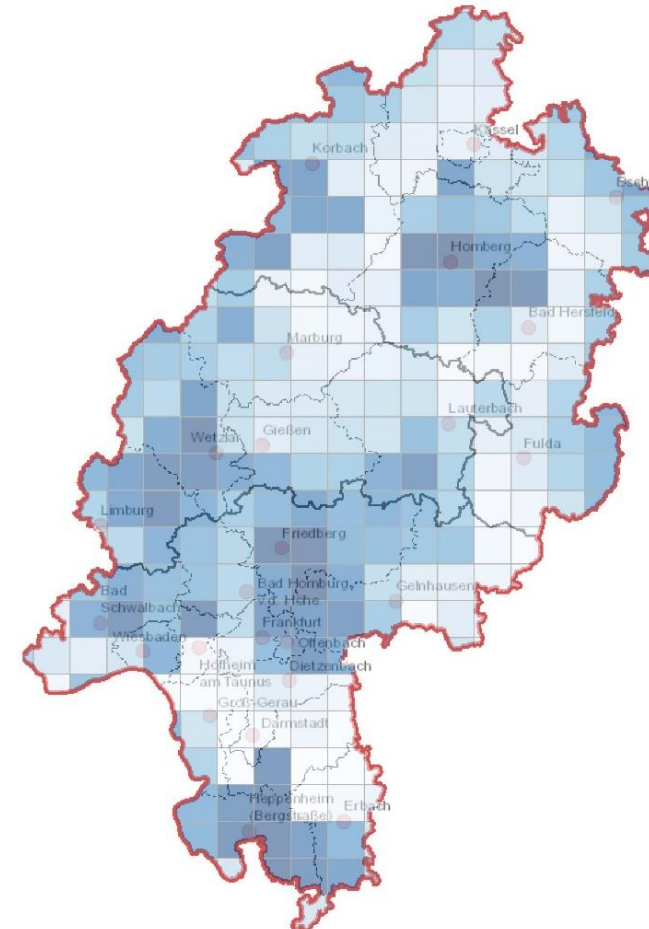 Kassel
Korbach
Esch
Homberg
Bad Hersfeld
Marburg
Lauterbach
Gießen
Wetzlar
Fulda
Limburg
Friedberg
Bad
Schwalbach
Bad Homburg
v.d. Höhe
Gelnhausen
Wiesbaden
Frankfurt
Offenbach
Hofheim
am Taunus
Dietzenbach
Groß-Gerau
Darmstadt
Heppenheim
(Bergstraße)
Erbach